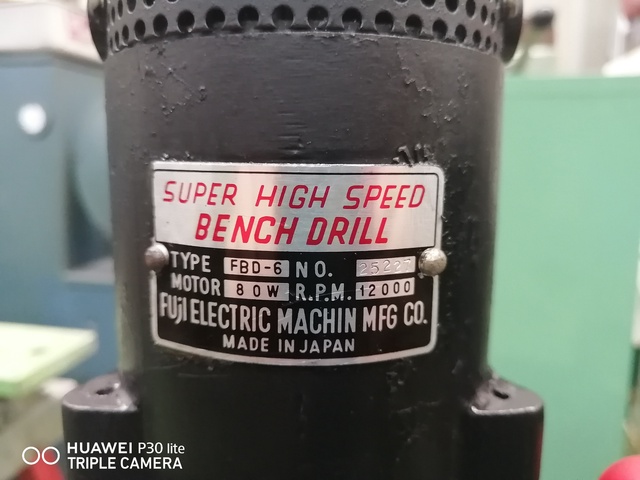 SUPER HIGH SPEED
BENCH DRILL
TYPE FBD-6 NO. 25227
MOTOR 80W R.P.M. 12000
FUJI ELECTRIC MACHIN MFG CO.
MADE IN JAPAN
HUAWEI P30 lite
TRIPLE CAMERA